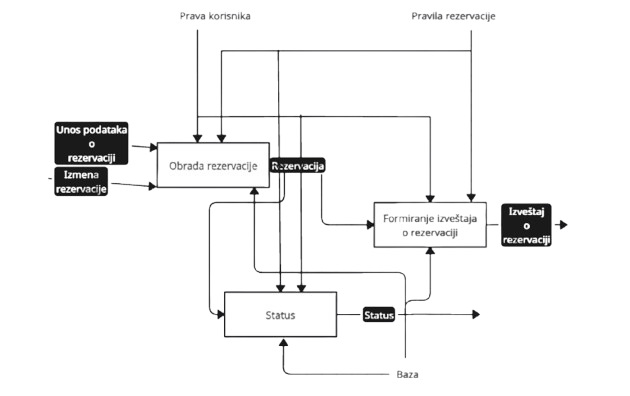 Prava korisnika
Pravila rezervacije
Unos podataka
o
rezervaciji
Izmena
rezervacije
Obrada rezervacije
Rezervacija
Formiranje izveštaja
o rezervaciji
Izveštaj
o
rezervaciji
Status
Status
Baza